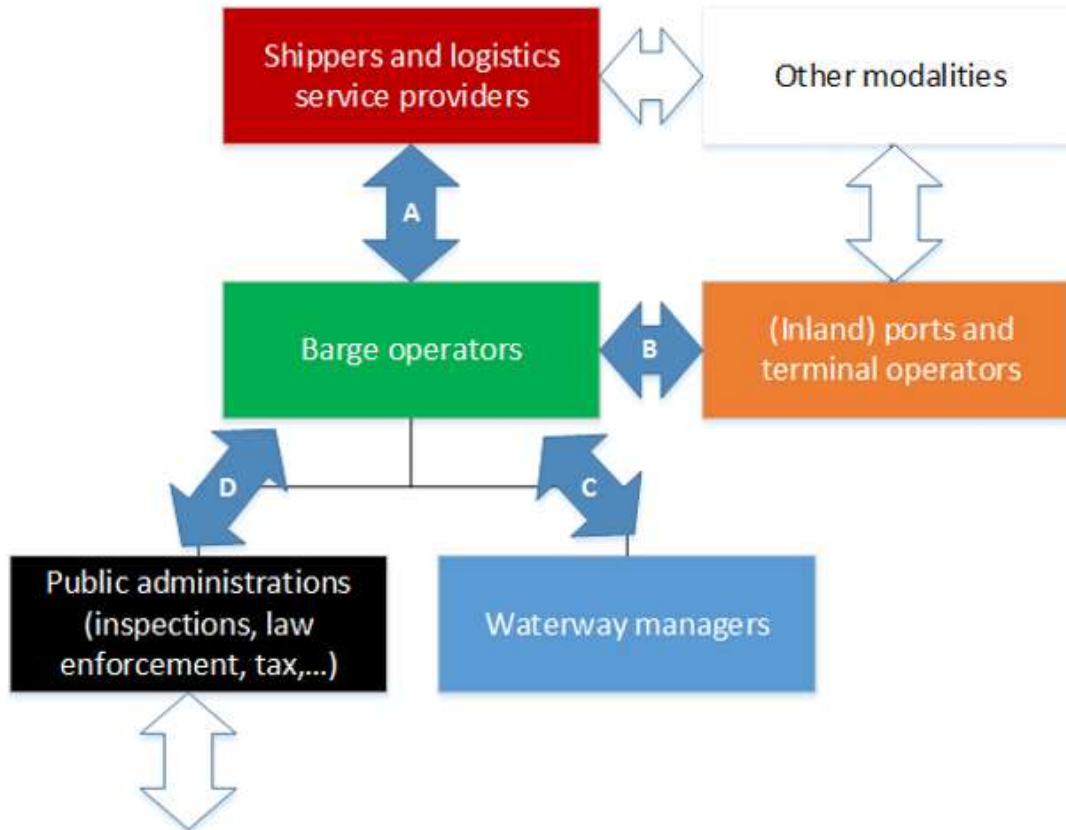 Shippers and logistics
service providers
Other modalities
A
Barge operators
B
(Inland) ports and
terminal operators
D
C
Public administrations
(inspections, law
enforcement, tax,...)
Waterway managers